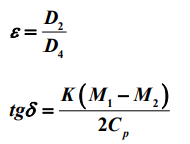 ε = D₂ / D₄
tgδ = K(M₁ − M₂) / 2Cₚ